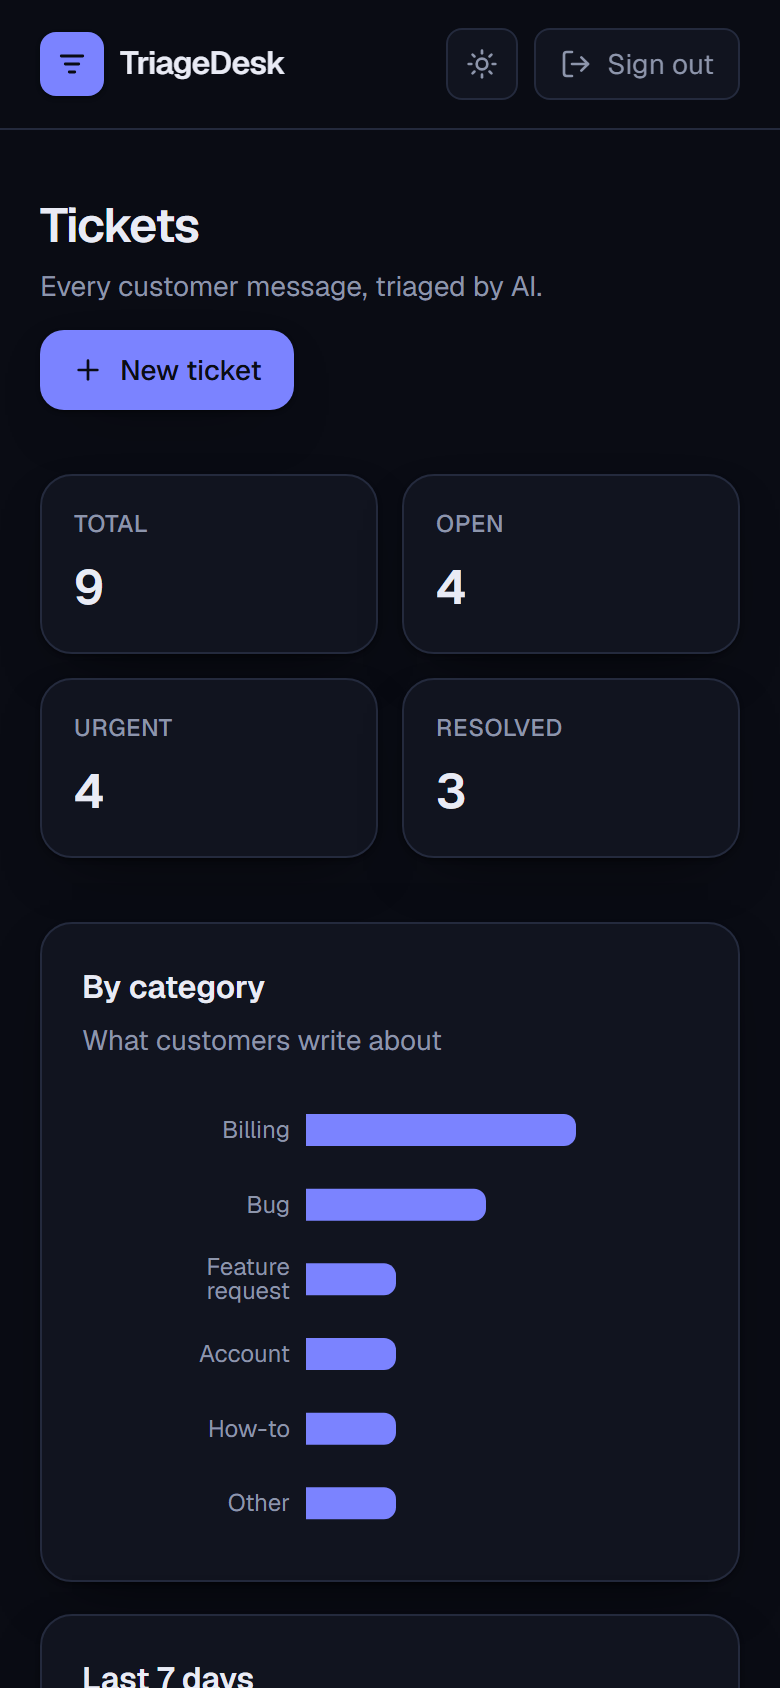 TriageDesk
Sign out
Tickets
Every customer message, triaged by AI.
New ticket
TOTAL
9
OPEN
4
URGENT
4
RESOLVED
3
By category
What customers write about
Billing
Bug
Feature
request
Account
How-to
Other
Last 7 days